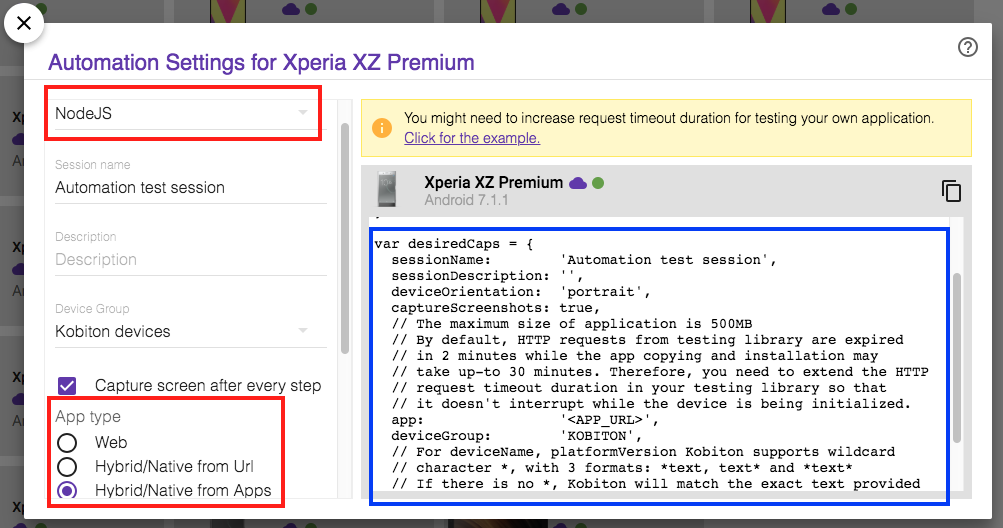 Automation Settings for Xperia XZ Premium
NodeJS
Session name
Automation test session
Description
Description
Device Group
Kobiton devices
Capture screen after every step
App type
Web
Hybrid/Native from Url
Hybrid/Native from Apps
You might need to increase request timeout duration for testing your own application.
Click for the example.
Xperia XZ Premium
Android 7.1.1
var desiredCaps = {
sessionName: 'Automation test session',
sessionDescription: '',
deviceOrientation: 'portrait',
captureScreenshots: true,
// The maximum size of application is 500MB
// By default, HTTP requests from testing library are expired
// in 2 minutes while the app copying and installation may
// take up-to 30 minutes. Therefore, you need to extend the HTTP
// request timeout duration in your testing library so that
// it doesn't interrupt while the device is being initialized.
app: '<APP_URL>',
deviceGroup: 'KOBITON',
// For deviceName, platformVersion Kobiton supports wildcard
// character *, with 3 formats: *text, text* and *text*
// If there is no *, Kobiton will match the exact text provided